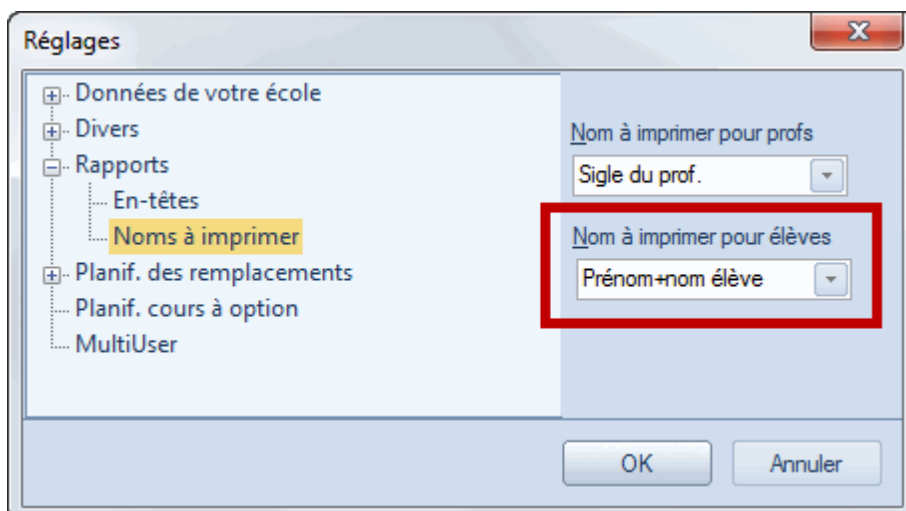 Réglages
Données de votre école
Divers
Rapports
En-têtes
Noms à imprimer
Planif. des remplacements
Planif. cours à option
MultiUser
Nom à imprimer pour profs
Sigle du prof.
Nom à imprimer pour élèves
Prénom+nom élève
OK
Annuler